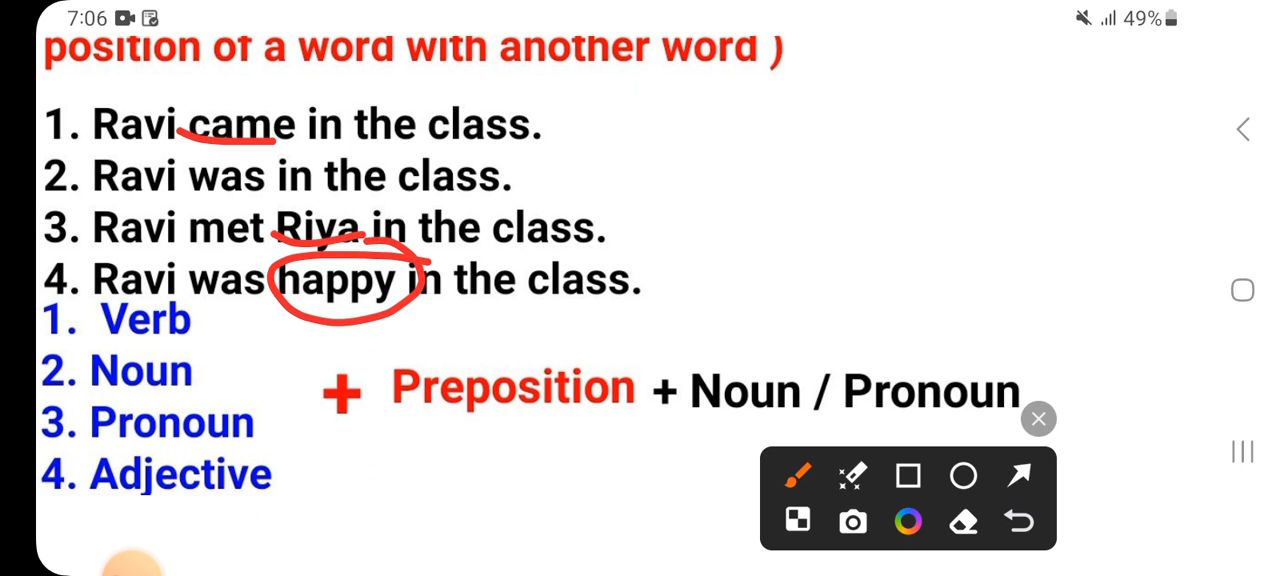 7:06
49%
position of a word with another word )
1. Ravi came in the class.
2. Ravi was in the class.
3. Ravi met Riya in the class.
4. Ravi was happy in the class.
1. Verb
2. Noun
3. Pronoun
4. Adjective
+ Preposition + Noun / Pronoun